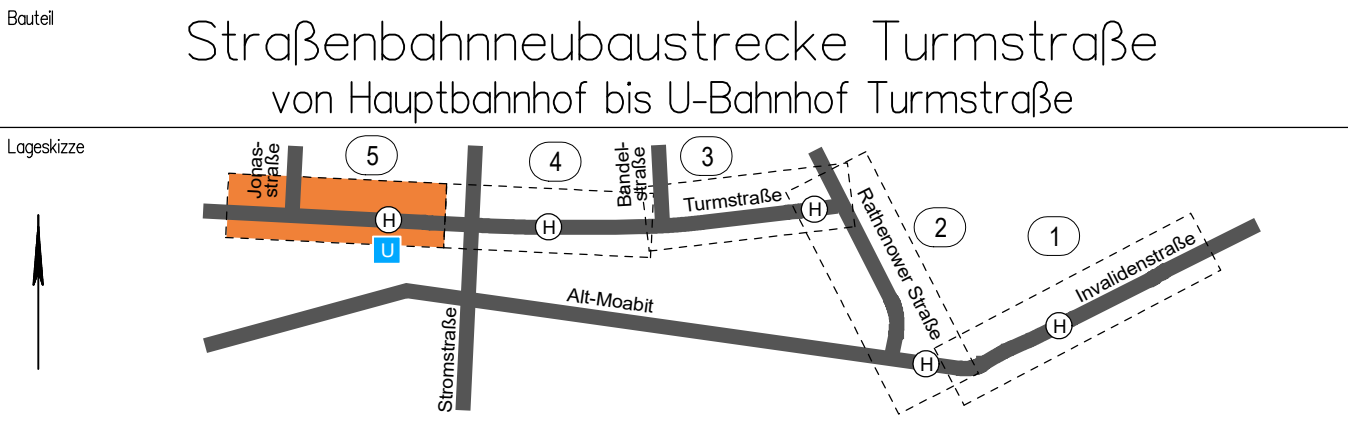 Bauteil
Straßenbahnneubaustrecke Turmstraße
von Hauptbahnhof bis U-Bahnhof Turmstraße
Lageskizze
Jonas-
straße
5
4
Bandel-
straße
3
Turmstraße
H
H
H
U
Rathenower Straße
2
1
Invalidenstraße
H
H
Alt-Moabit
Stromstraße